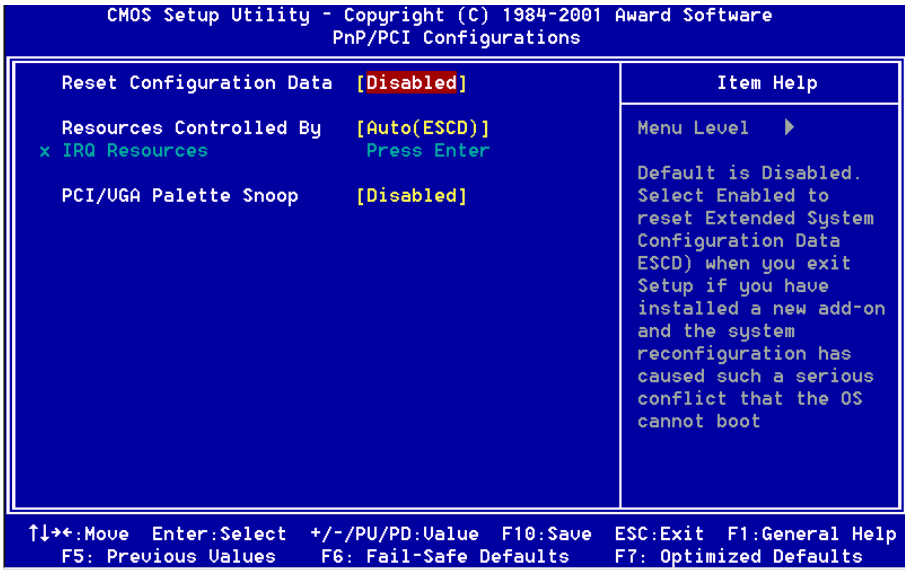 CMOS Setup Utility - Copyright (C) 1984-2001 Award Software
PnP/PCI Configurations
Reset Configuration Data [Disabled]
Resources Controlled By [Auto(ESCD)]
x IRQ Resources Press Enter
PCI/VGA Palette Snoop [Disabled]
Item Help
Menu Level ▶
Default is Disabled.
Select Enabled to
reset Extended System
Configuration Data
ESCD) when you exit
Setup if you have
installed a new add-on
and the system
reconfiguration has
caused such a serious
conflict that the OS
cannot boot
↑↓→←:Move Enter:Select +/-/PU/PD:Value F10:Save ESC:Exit F1:General Help
F5: Previous Values F6: Fail-Safe Defaults F7: Optimized Defaults